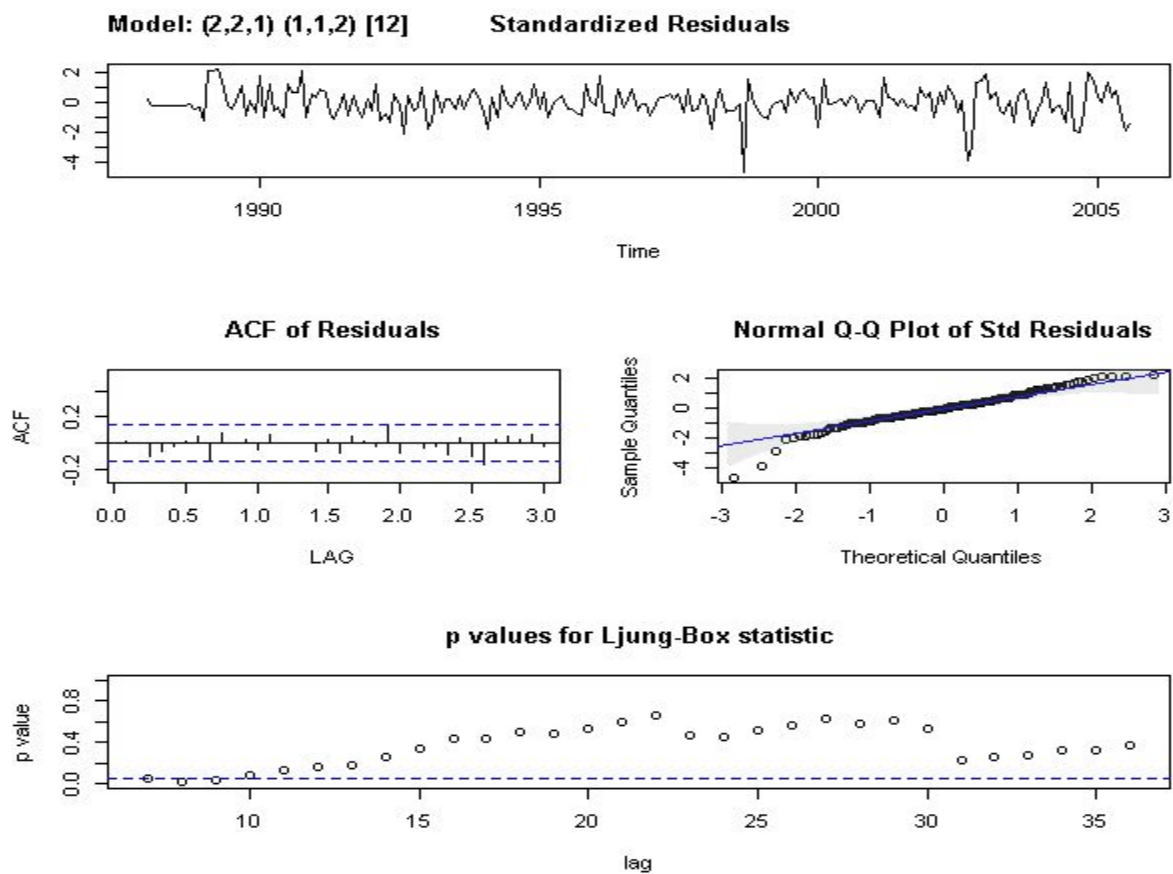 Model: (2,2,1) (1,1,2) [12] Standardized Residuals
2
0
-2
-4
1990 1995 2000 2005
Time
ACF of Residuals
ACF
0.2
-0.2
0.0 0.5 1.0 1.5 2.0 2.5 3.0
LAG
Normal Q-Q Plot of Std Residuals
Sample Quantiles
2
0
-2
-4
-3 -2 -1 0 1 2 3
Theoretical Quantiles
p values for Ljung-Box statistic
p value
0.8
0.4
0.0
10 15 20 25 30 35
lag